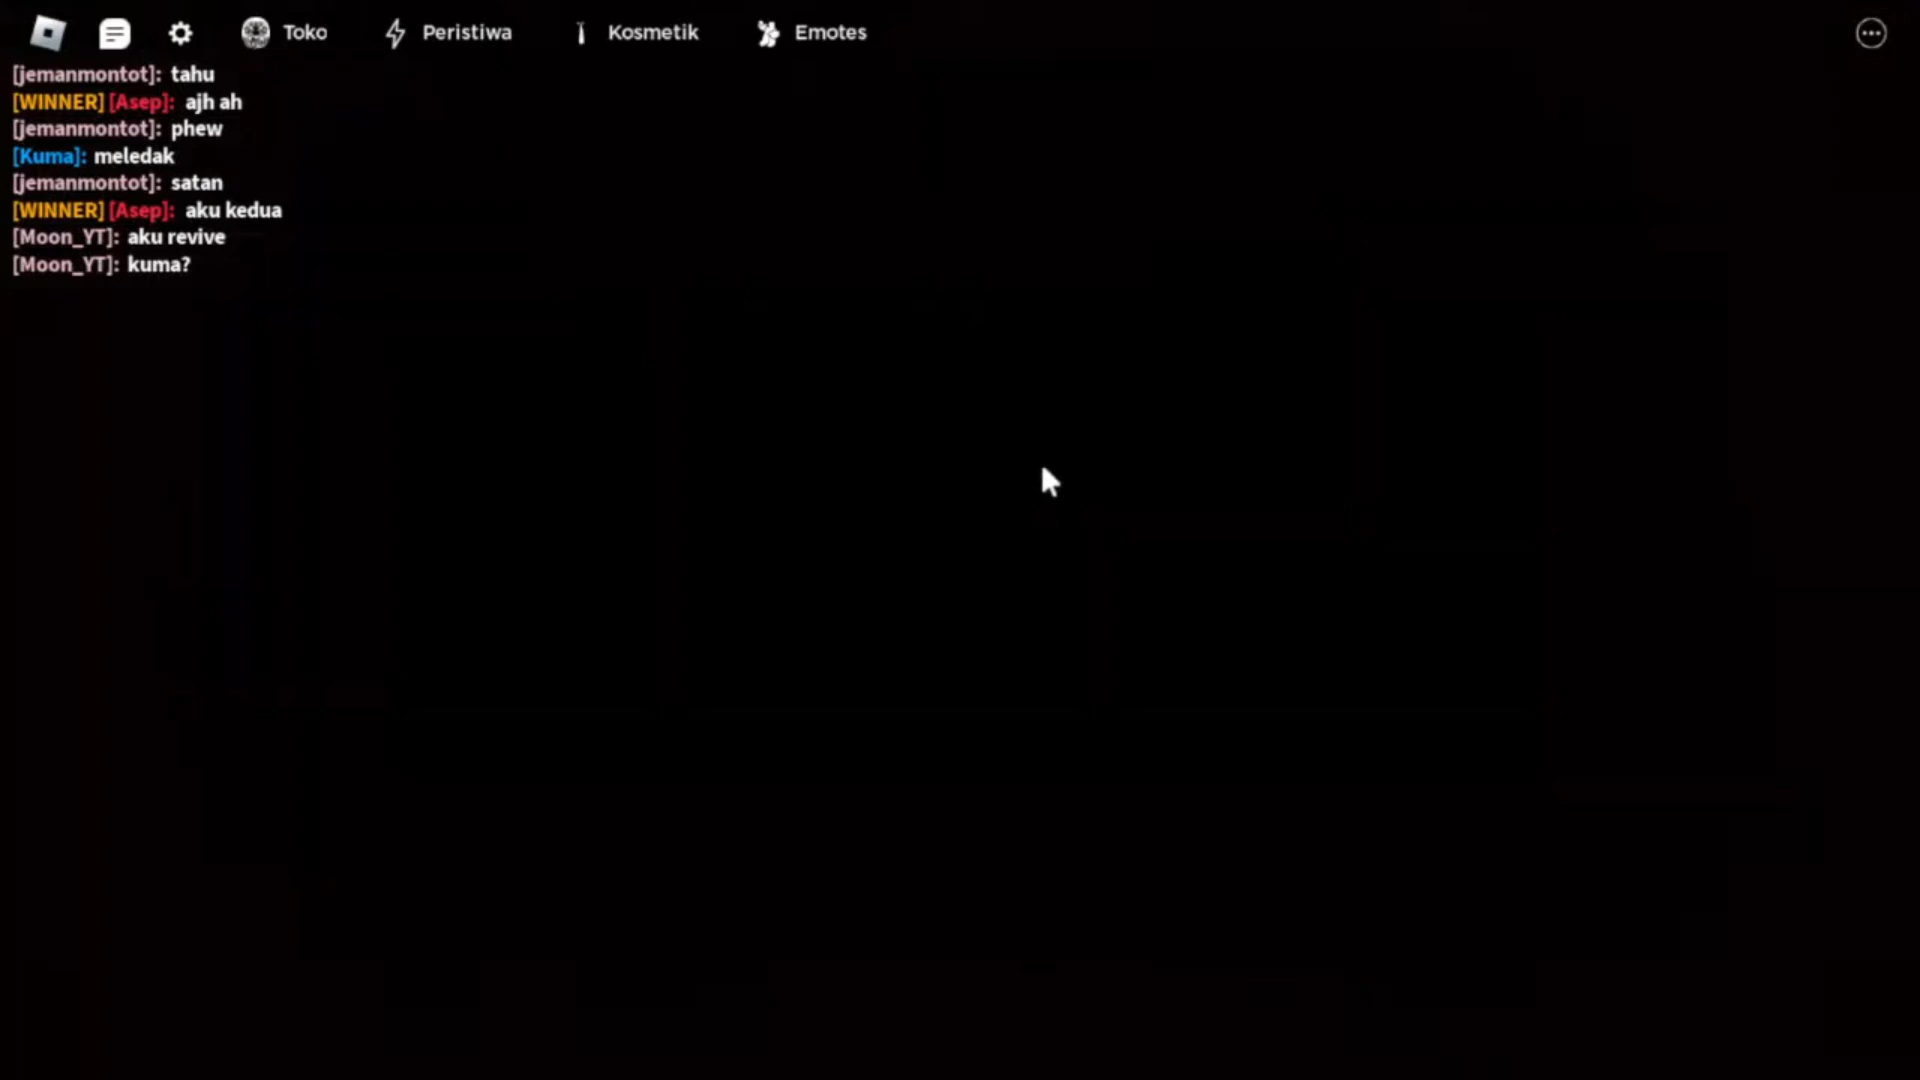 Toko Peristiwa Kosmetik Emotes
[jemanmontot]: tahu
[WINNER] [Asep]: ajh ah
[jemanmontot]: phew
[Kuma]: meledak
[jemanmontot]: satan
[WINNER] [Asep]: aku kedua
[Moon_YT]: aku revive
[Moon_YT]: kuma?